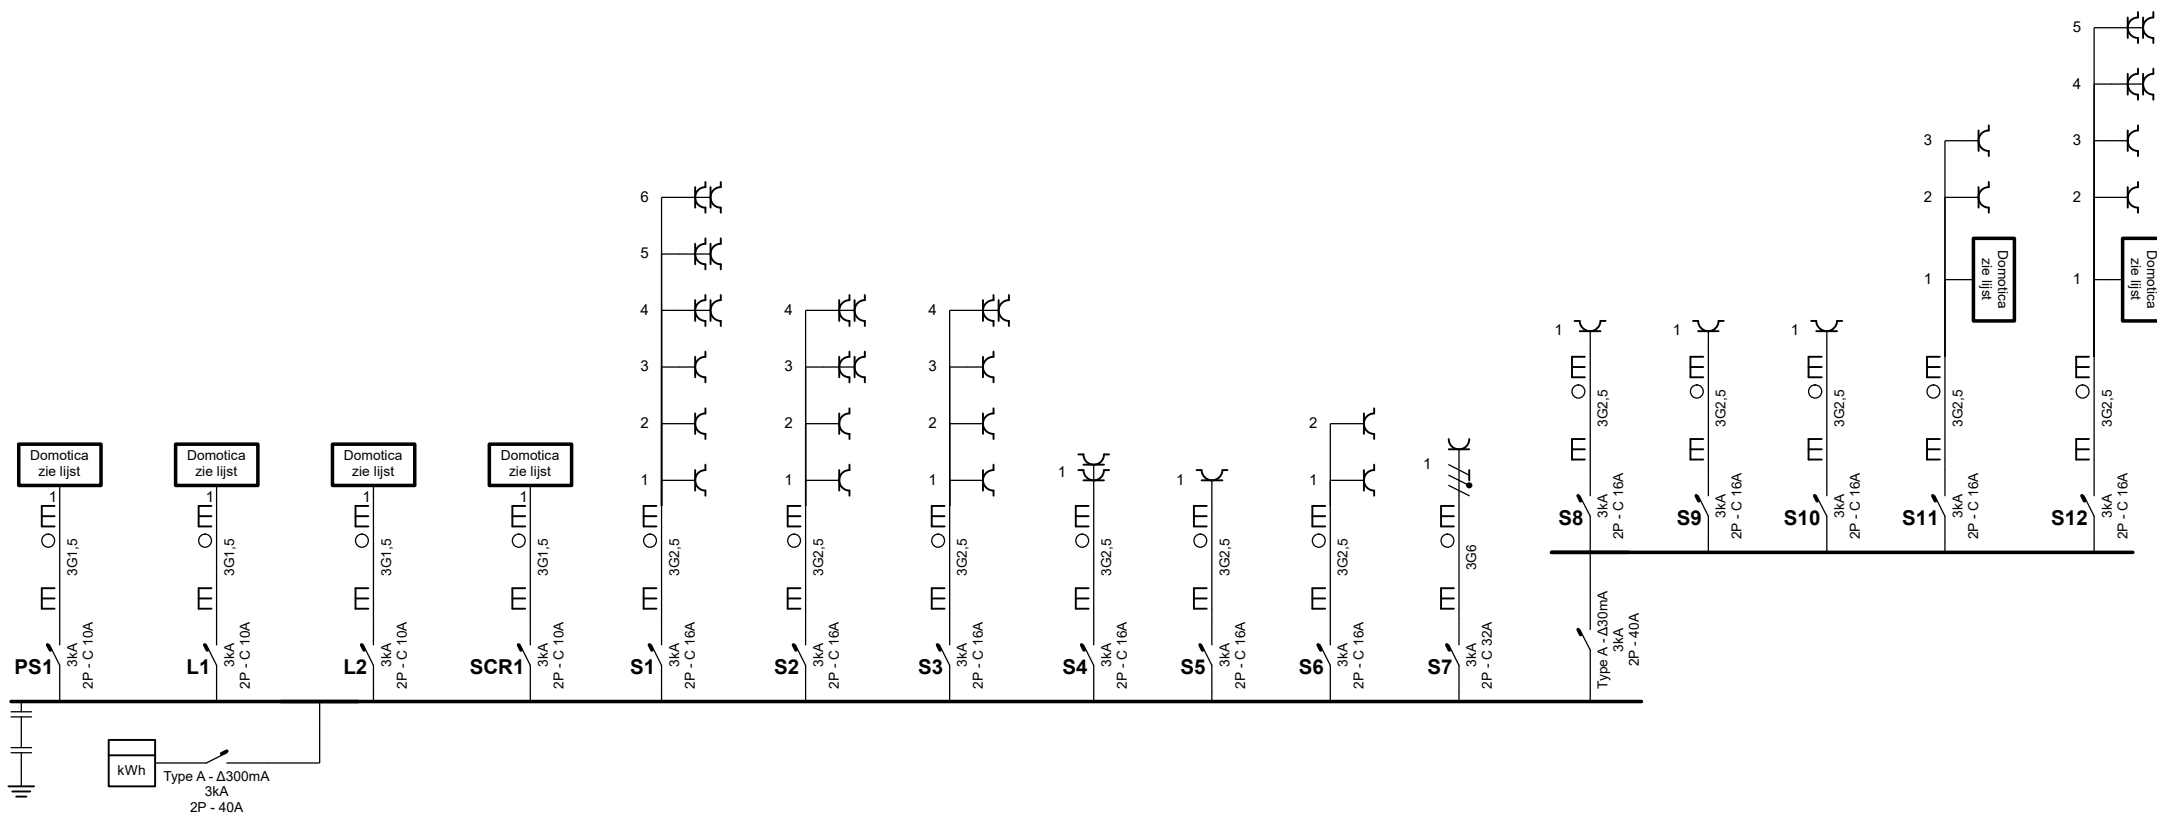 5
4
3
2
1
Domotica
zie lijst
3G2,5
S12
3kA
2P - C 16A
3
2
1
Domotica
zie lijst
3G2,5
S11
3kA
2P - C 16A
1
3G2,5
S10
3kA
2P - C 16A
1
3G2,5
S9
3kA
2P - C 16A
1
3G2,5
S8
3kA
2P - C 16A
Type A - Δ30mA
3kA
2P - 40A
Domotica
zie lijst
1
3G1,5
PS1
3kA
2P - C 10A
Domotica
zie lijst
1
3G1,5
L1
3kA
2P - C 10A
Domotica
zie lijst
1
3G1,5
L2
3kA
2P - C 10A
Domotica
zie lijst
1
3G1,5
SCR1
3kA
2P - C 10A
6
5
4
3
2
1
3G2,5
S1
3kA
2P - C 16A
4
3
2
1
3G2,5
S2
3kA
2P - C 16A
4
3
2
1
3G2,5
S3
3kA
2P - C 16A
1
3G2,5
S4
3kA
2P - C 16A
1
3G2,5
S5
3kA
2P - C 16A
2
1
3G2,5
S6
3kA
2P - C 16A
1
3G6
S7
3kA
2P - C 32A
kWh
Type A - Δ300mA
3kA
2P - 40A